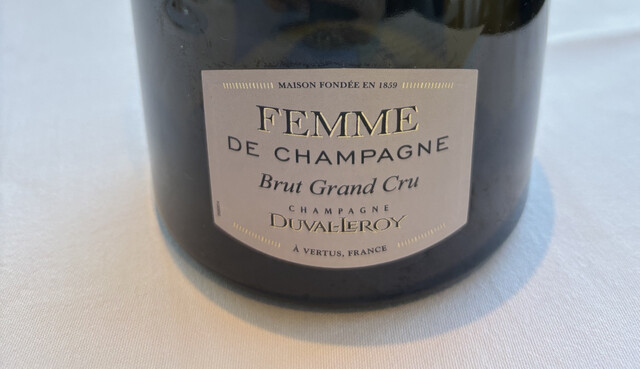 MAISON FONDÉE EN 1859
FEMME
DE CHAMPAGNE
Brut Grand Cru
CHAMPAGNE
DUVAL-LEROY
À VERTUS, FRANCE